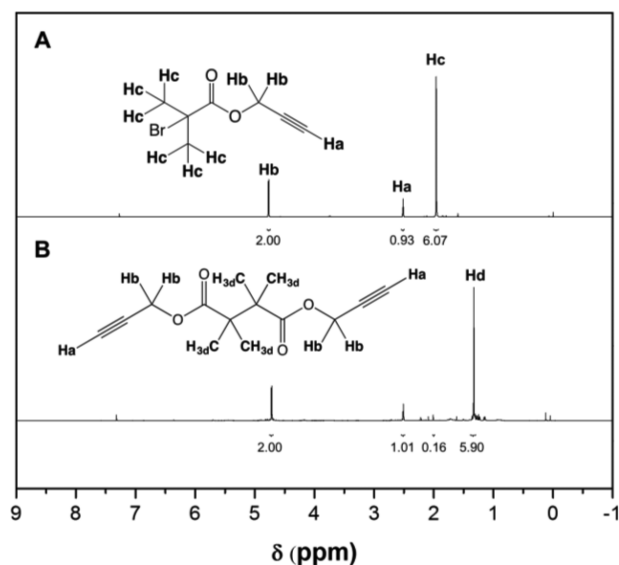 A
Hc
Hc
Hc
Br
O
O
Hb Hb
Ha
Hc Hc
Hc
Hb
Ha
Hc
2.00 0.93 6.07
B
Hb Hb
O
H3dC CH3d
Ha
Hd
O
O
Ha
H3dC CH3d
O
Hb Hb
2.00 1.01 0.16 5.90
9 8 7 6 5 4 3 2 1 0 -1
δ (ppm)